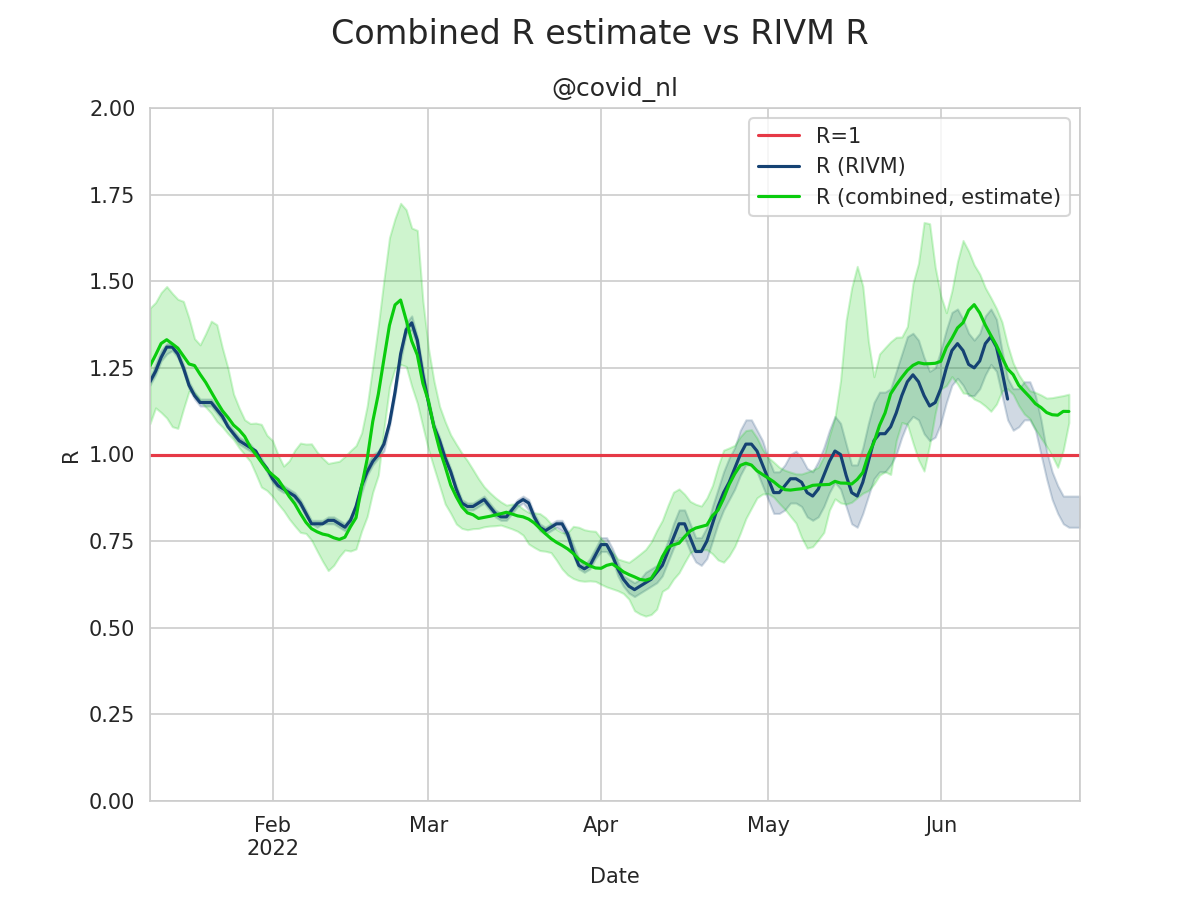 Combined R estimate vs RIVM R
@covid_nl
2.00
1.75
1.50
1.25
1.00
0.75
0.50
0.25
0.00
R
R=1
R (RIVM)
R (combined, estimate)
Feb
2022
Mar
Apr
May
Jun
Date